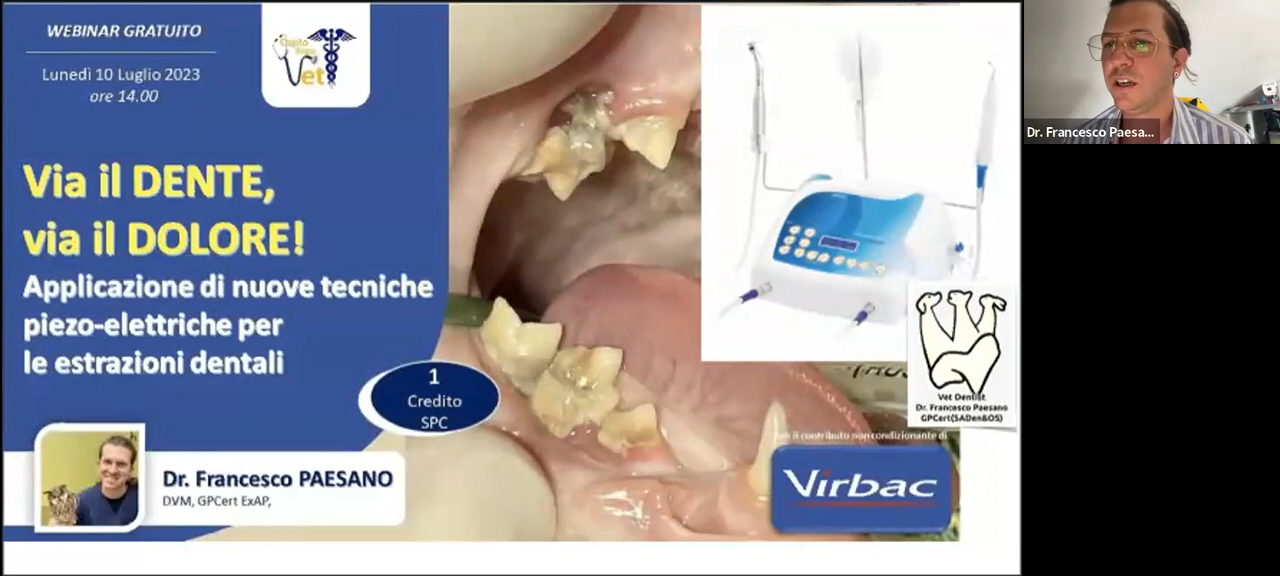 WEBINAR GRATUITO
Lunedì 10 Luglio 2023
ore 14.00
Vet
Via il DENTE,
via il DOLORE!
Applicazione di nuove tecniche
piezo-elettriche per
le estrazioni dentali
1
Credito
SPC
Dr. Francesco PAESANO
DVM, GPCert ExAP,
Vet Dentist
Dr. Francesco Paesano
GPCert(SADen&OS)
il contributo non condizionante di
Virbac
Dr. Francesco Paesa...